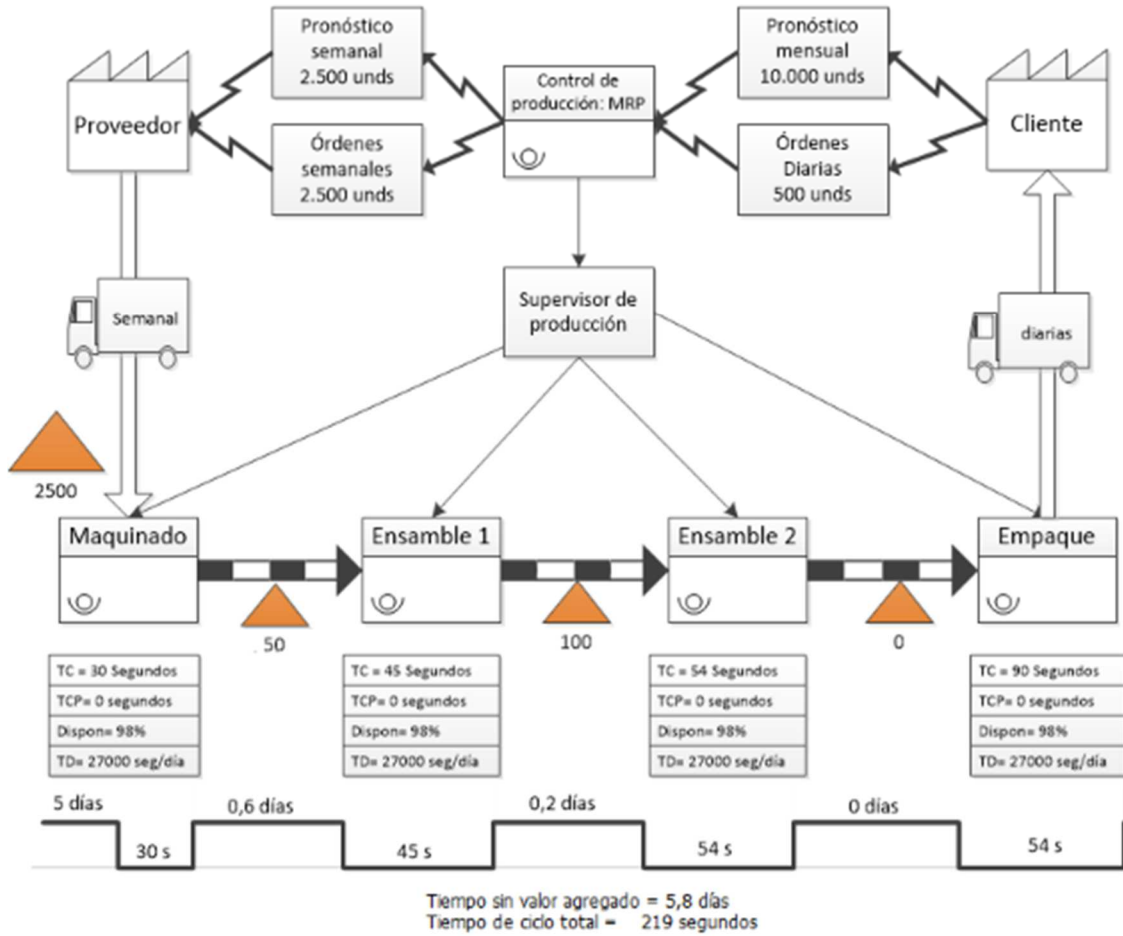 Pronóstico
semanal
2.500 unds
Pronóstico
mensual
10.000 unds
Control de
producción: MRP
Proveedor
Cliente
Órdenes
semanales
2.500 unds
Órdenes
Diarias
500 unds
Supervisor de
producción
Semanal
diarias
2500
Maquinado
Ensamble 1
Ensamble 2
Empaque
. 50
100
0
TC = 30 Segundos
TCP= 0 segundos
Dispon= 98%
TD= 27000 seg/día
TC = 45 Segundos
TCP= 0 segundos
Dispon= 98%
TD= 27000 seg/día
TC = 54 Segundos
TCP= 0 segundos
Dispon= 98%
TD= 27000 seg/día
TC = 90 Segundos
TCP= 0 segundos
Dispon= 98%
TD= 27000 seg/día
5 días
0,6 días
0,2 días
0 días
30 s
45 s
54 s
54 s
Tiempo sin valor agregado = 5,8 días
Tiempo de ciclo total = 219 segundos